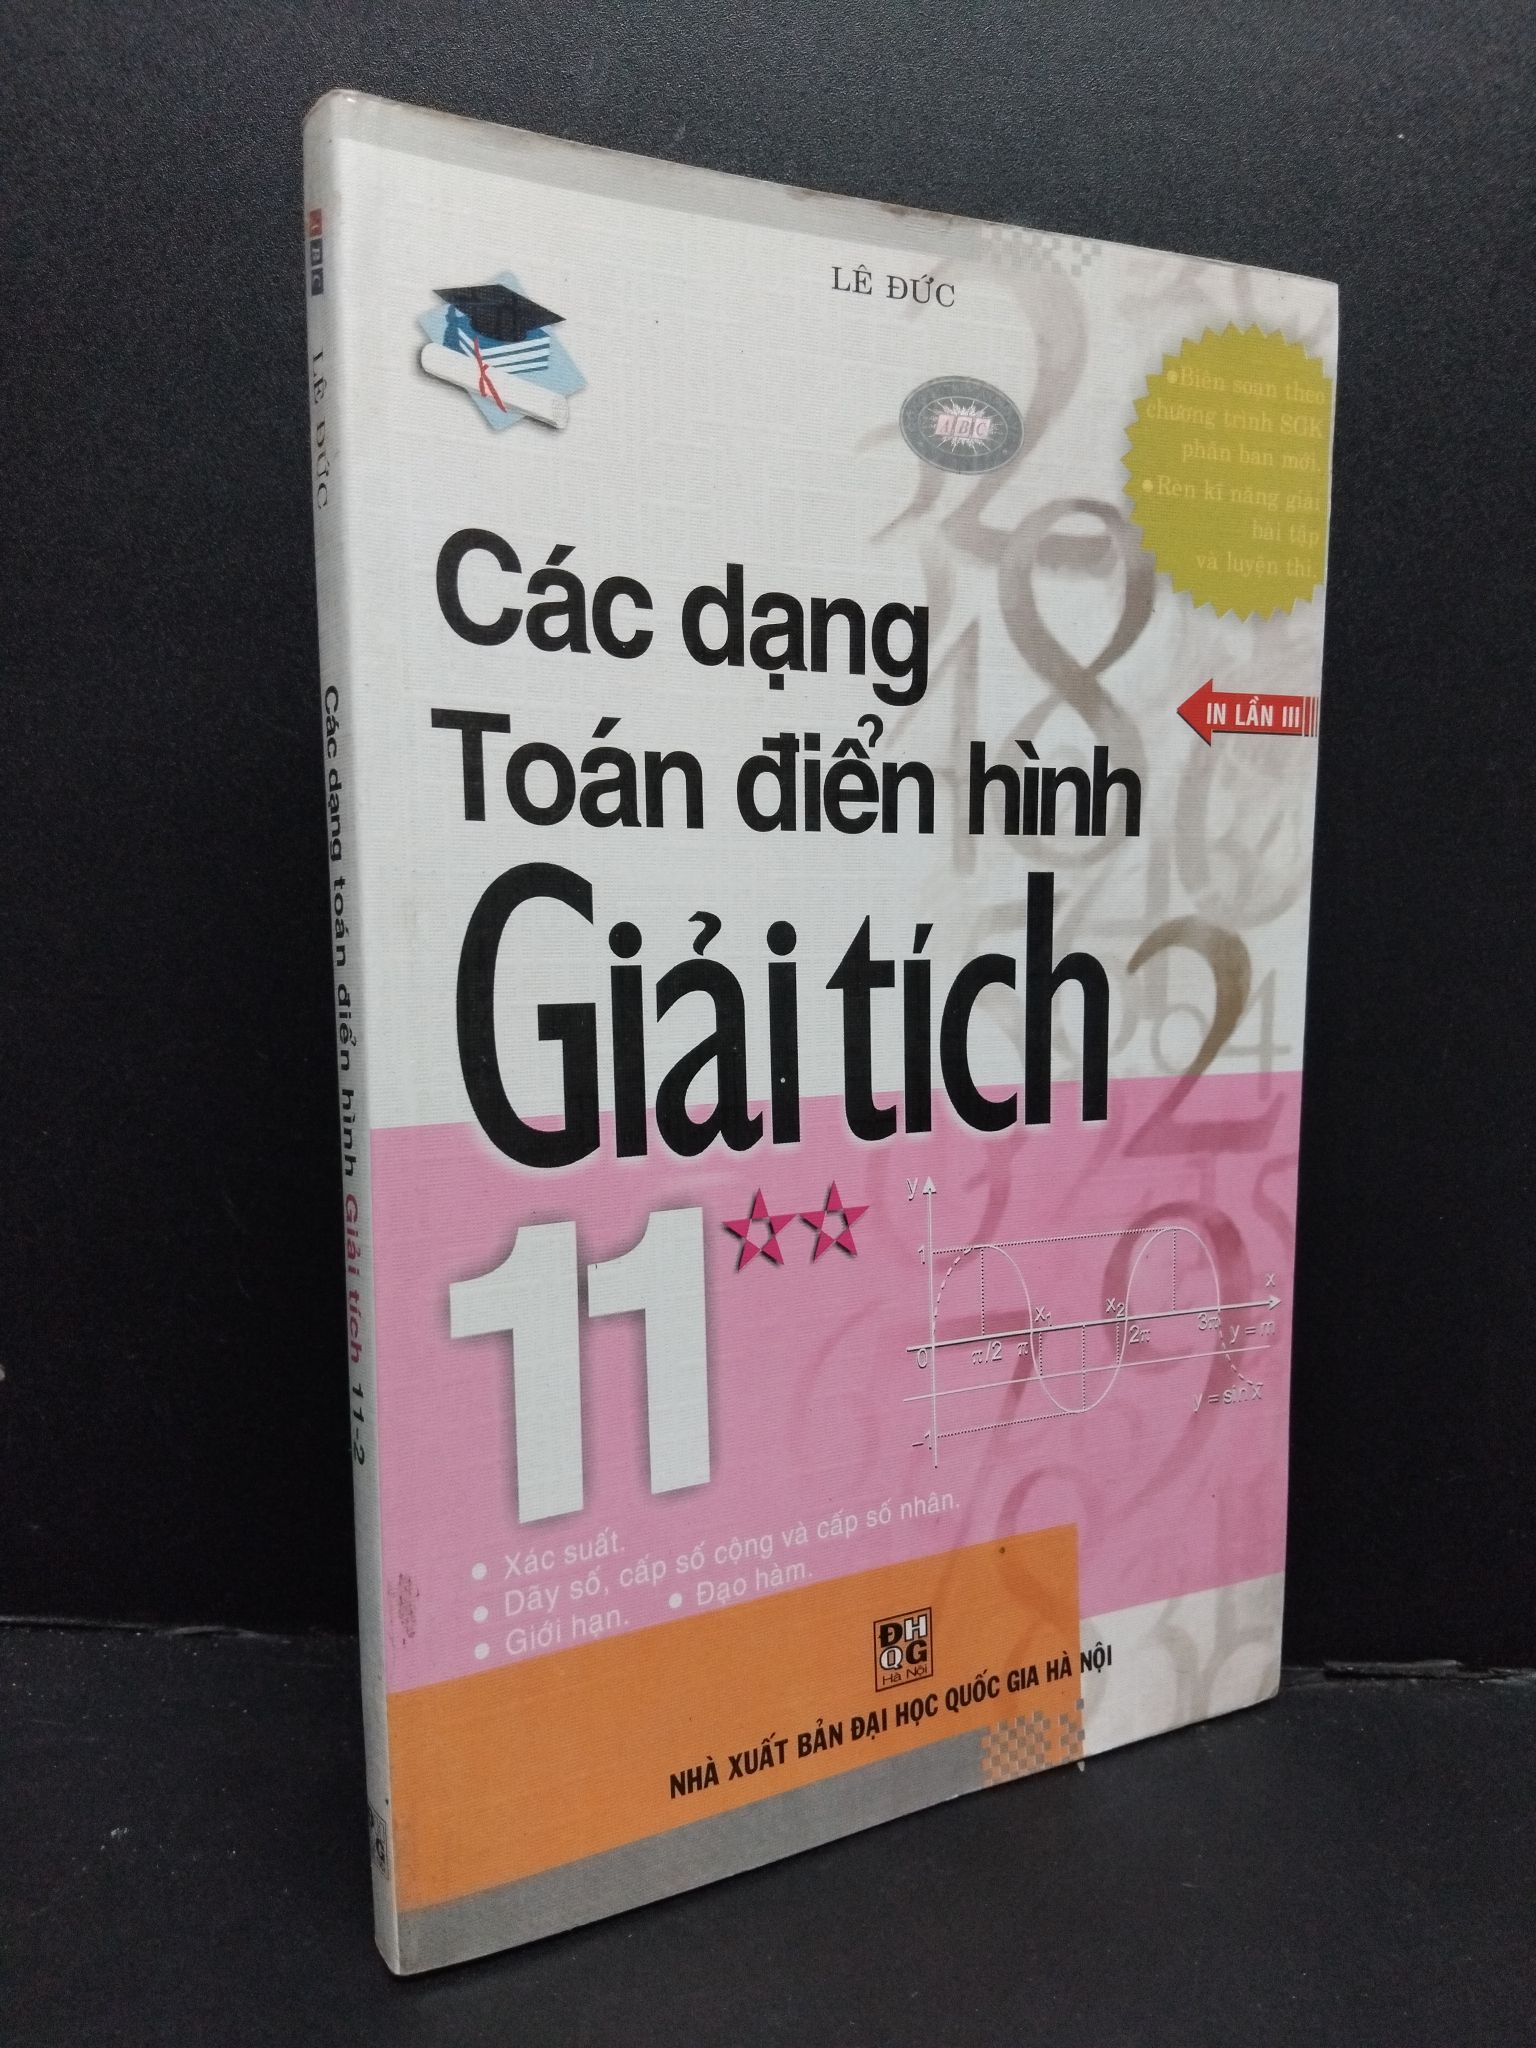 LÊ ĐỨC
ABC
•Biên soạn theo
chương trình SGK
phân ban mới.
•Rèn kĩ năng giải
bài tập
và luyện thi.
Các dạng
Toán điển hình
IN LẦN III
Giải tích
11
y
1
x
x₁
x₂
0
π/2
π
2π
3π
y = m
y = sin x
−1
• Xác suất.
• Dãy số, cấp số cộng và cấp số nhân.
• Giới hạn. • Đạo hàm.
ĐH
QG
Hà Nội
NHÀ XUẤT BẢN ĐẠI HỌC QUỐC GIA HÀ NỘI
ABC LÊ ĐỨC Các dạng toán điển hình Giải tích 11-2